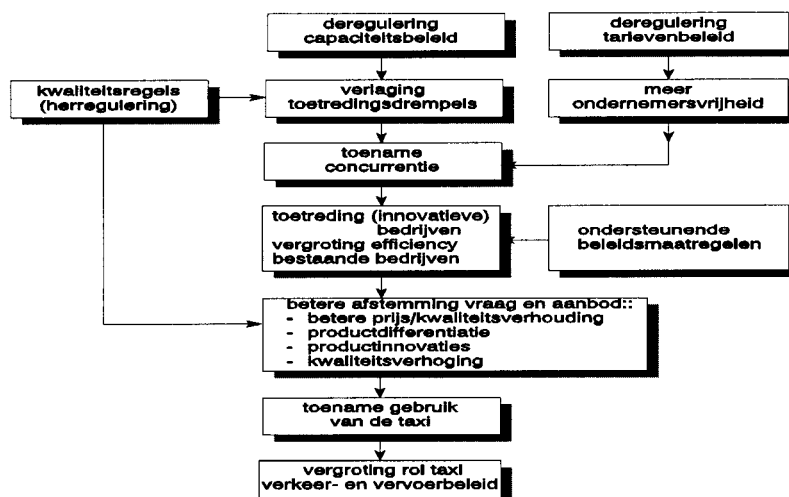 deregulering
capaciteitsbeleid
deregulering
tarievenbeleid
kwaliteitsregels
(herregulering)
verlaging
toetredingsdrempels
meer
ondernemersvrijheid
toename
concurrentie
toetreding (innovatieve)
bedrijven
vergroting efficiency
bestaande bedrijven
ondersteunende
beleidsmaatregelen
betere afstemming vraag en aanbod::
- betere prijs/kwaliteitsverhouding
- productdifferentiatie
- productinnovaties
- kwaliteitsverhoging
toename gebruik
van de taxi
vergroting rol taxi
verkeer- en vervoerbeleid